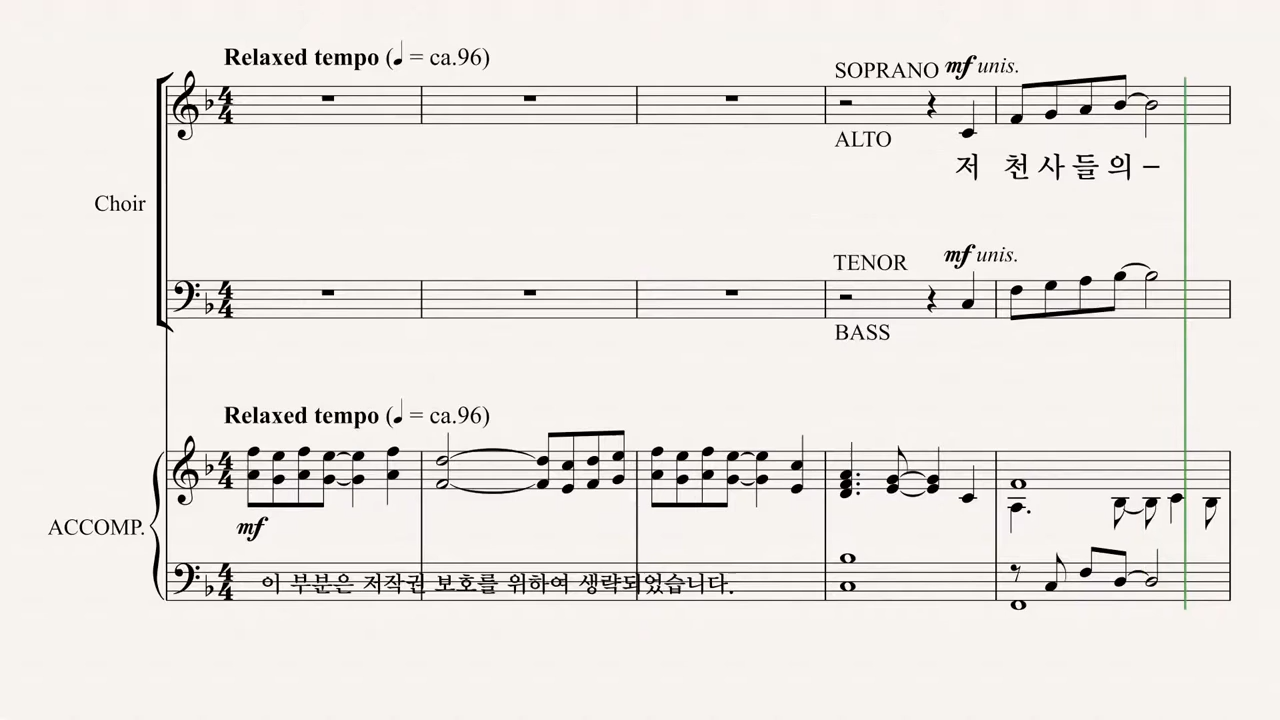 Relaxed tempo (♩ = ca.96)
SOPRANO mf unis.
ALTO
저 천사들의–
Choir
TENOR mf unis.
BASS
Relaxed tempo (♩ = ca.96)
ACCOMP.
mf
이 부분은 저작권 보호를 위하여 생략되었습니다.